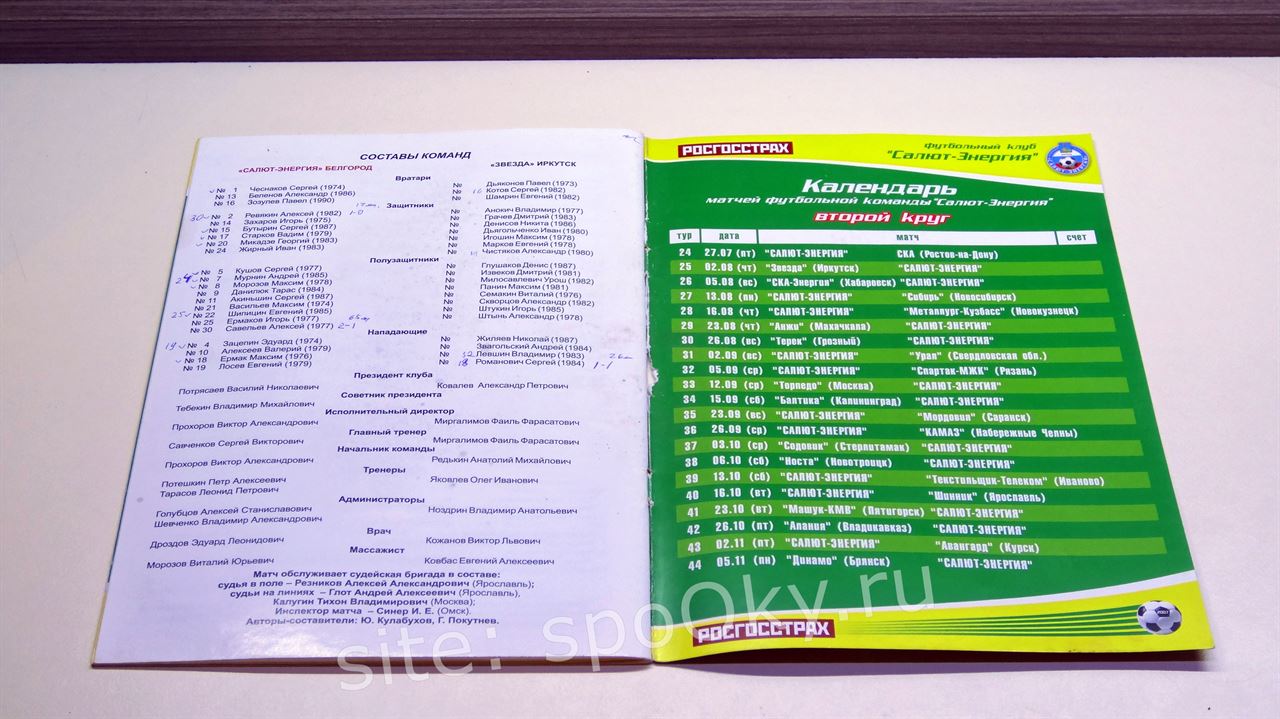 СОСТАВЫ КОМАНД
«САЛЮТ-ЭНЕРГИЯ» БЕЛГОРОД
«ЗВЕЗДА» ИРКУТСК
Вратари
№ 1 Чеснаков Сергей (1974) № Дьяконов Павел (1973)
№ 13 Беленов Александр (1986) № 16 Котов Сергей (1982)
№ 16 Зозулев Павел (1990) № Шамрин Евгений (1982)
Защитники
30 № 2 Ревякин Алексей (1982) 1-0 № Анокич Владимир (1977)
№ 14 Захаров Игорь (1975) № Грачев Дмитрий (1983)
№ 15 Бутырин Сергей (1987) № Денисов Никита (1986)
№ 17 Старков Вадим (1979) № Дьягольченко Иван (1980)
№ 20 Микадзе Георгий (1983) № Игошин Максим (1978)
№ 24 Жирный Иван (1983) № Марков Евгений (1978)
№ Чистяков Александр (1980)
Полузащитники
№ 5 Кушов Сергей (1977) № Глушаков Денис (1987)
№ 7 Мурнин Андрей (1985) № Извеков Дмитрий (1981)
№ 8 Морозов Максим (1978) № Милосавлевич Урош (1982)
№ 9 Данилюк Тарас (1984) № Панин Максим (1981)
№ 11 Акиньшин Сергей (1987) № Семакин Виталий (1976)
№ 21 Васильев Максим (1974) № Скворцов Александр (1982)
25 № 22 Шипицин Евгений (1985) № Штукин Игорь (1985)
№ 25 Ермаков Игорь (1977) № Штынь Александр (1978)
№ 30 Савельев Алексей (1977) 2-1
Нападающие
№ 4 Зацепин Эдуард (1974) № Жиляев Николай (1987)
№ 10 Алексеев Валерий (1979) № Звагольский Андрей (1984)
№ 18 Ермак Максим (1976) № Левшин Владимир (1983)
№ 19 Лосев Евгений (1979) № 18 Романович Сергей (1984) 1-1
Президент клуба
Потрясаев Василий Николаевич Ковалев Александр Петрович
Советник президента
Тебекин Владимир Михайлович
Исполнительный директор
Прохоров Виктор Александрович Миргалимов Фаиль Фарасатович
Главный тренер
Савченков Сергей Викторович Миргалимов Фаиль Фарасатович
Начальник команды
Прохоров Виктор Александрович Редькин Анатолий Михайлович
Тренеры
Потешкин Петр Алексеевич Яковлев Олег Иванович
Тарасов Леонид Петрович
Администраторы
Голубцов Алексей Станиславович Ноздрин Владимир Анатольевич
Шевченко Владимир Александрович
Врач
Дроздов Эдуард Леонидович Кожанов Виктор Львович
Массажист
Морозов Виталий Юрьевич Ковбас Евгений Алексеевич
Матч обслуживает судейская бригада в составе:
судья в поле – Резников Алексей Александрович (Ярославль);
судьи на линиях – Глот Андрей Алексеевич (Ярославль),
Калугин Тихон Владимирович (Москва);
Инспектор матча – Синер И. Е. (Омск).
Авторы-составители: Ю. Кулабухов, Г. Покутнев.
РОСГОССТРАХ
футбольный клуб
"Салют-Энергия"
Календарь
матчей футбольной команды "Салют-Энергия"
второй круг
тур дата матч счет
24 27.07 (пт) "САЛЮТ-ЭНЕРГИЯ" СКА (Ростов-на-Дону)
25 02.08 (чт) "Звезда" (Иркутск) "САЛЮТ-ЭНЕРГИЯ"
26 05.08 (вс) "СКА-Энергия" (Хабаровск) "САЛЮТ-ЭНЕРГИЯ"
27 13.08 (пн) "САЛЮТ-ЭНЕРГИЯ" "Сибирь" (Новосибирск)
28 16.08 (чт) "САЛЮТ-ЭНЕРГИЯ" "Металлург-Кузбасс" (Новокузнецк)
29 23.08 (чт) "Анжи" (Махачкала) "САЛЮТ-ЭНЕРГИЯ"
30 26.08 (вс) "Терек" (Грозный) "САЛЮТ-ЭНЕРГИЯ"
31 02.09 (вс) "САЛЮТ-ЭНЕРГИЯ" "Урал" (Свердловская обл.)
32 05.09 (ср) "САЛЮТ-ЭНЕРГИЯ" "Спартак-МЖК" (Рязань)
33 12.09 (ср) "Торпедо" (Москва) "САЛЮТ-ЭНЕРГИЯ"
34 15.09 (сб) "Балтика" (Калининград) "САЛЮТ-ЭНЕРГИЯ"
35 23.09 (вс) "САЛЮТ-ЭНЕРГИЯ" "Мордовия" (Саранск)
36 26.09 (ср) "САЛЮТ-ЭНЕРГИЯ" "КАМАЗ" (Набережные Челны)
37 03.10 (ср) "Содовик" (Стерлитамак) "САЛЮТ-ЭНЕРГИЯ"
38 06.10 (сб) "Носта" (Новотроицк) "САЛЮТ-ЭНЕРГИЯ"
39 13.10 (сб) "САЛЮТ-ЭНЕРГИЯ" "Текстильщик-Телеком" (Иваново)
40 16.10 (вт) "САЛЮТ-ЭНЕРГИЯ" "Шинник" (Ярославль)
41 23.10 (вт) "Машук-КМВ" (Пятигорск) "САЛЮТ-ЭНЕРГИЯ"
42 26.10 (пт) "Алания" (Владикавказ) "САЛЮТ-ЭНЕРГИЯ"
43 02.11 (пт) "САЛЮТ-ЭНЕРГИЯ" "Авангард" (Курск)
44 05.11 (пн) "Динамо" (Брянск) "САЛЮТ-ЭНЕРГИЯ"
РОСГОССТРАХ
site: spoOky.ru